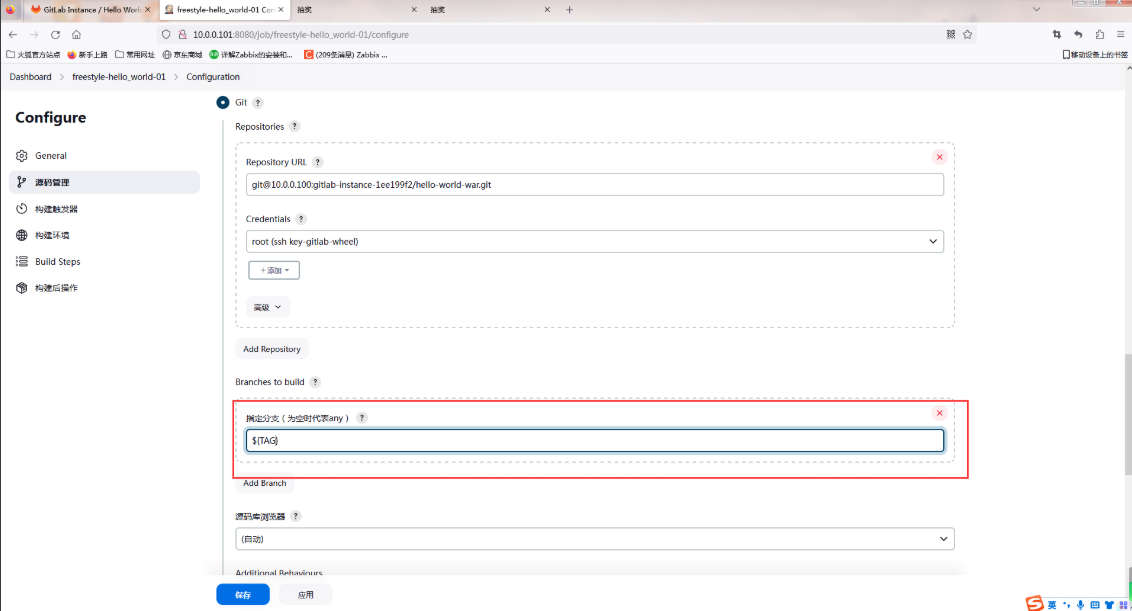 GitLab Instance / Hello Worl
freestyle-hello_world-01 Con
抽奖
抽奖
10.0.0.101:8080/job/freestyle-hello_world-01/configure
火狐官方站点
新手上路
常用网址
京东商城
详解Zabbix的安装和...
(209条消息) Zabbix ...
移动设备上的书签
Dashboard
freestyle-hello_world-01
Configuration
Configure
General
源码管理
构建触发器
构建环境
Build Steps
构建后操作
Git ?
Repositories ?
Repository URL ?
git@10.0.0.100:gitlab-instance-1ee199f2/hello-world-war.git
Credentials ?
root (ssh key-gitlab-wheel)
+ 添加
高级
Add Repository
Branches to build ?
指定分支（为空时代表any） ?
${TAG}
Add Branch
源码库浏览器 ?
(自动)
Additional Behaviours
保存
应用
英